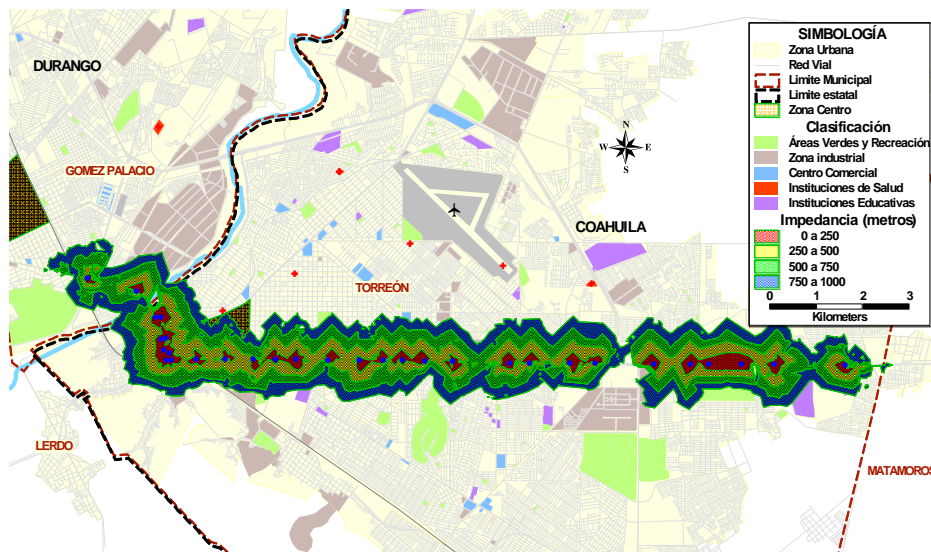 DURANGO
GOMEZ PALACIO
COAHUILA
TORREÓN
LERDO
MATAMOROS
N
W E
S
SIMBOLOGÍA
Zona Urbana
Red Vial
Limite Municipal
Limite estatal
Zona Centro
Clasificación
Áreas Verdes y Recreación
Zona industrial
Centro Comercial
Instituciones de Salud
Instituciones Educativas
Impedancia (metros)
0 a 250
250 a 500
500 a 750
750 a 1000
0 1 2 3
Kilometers